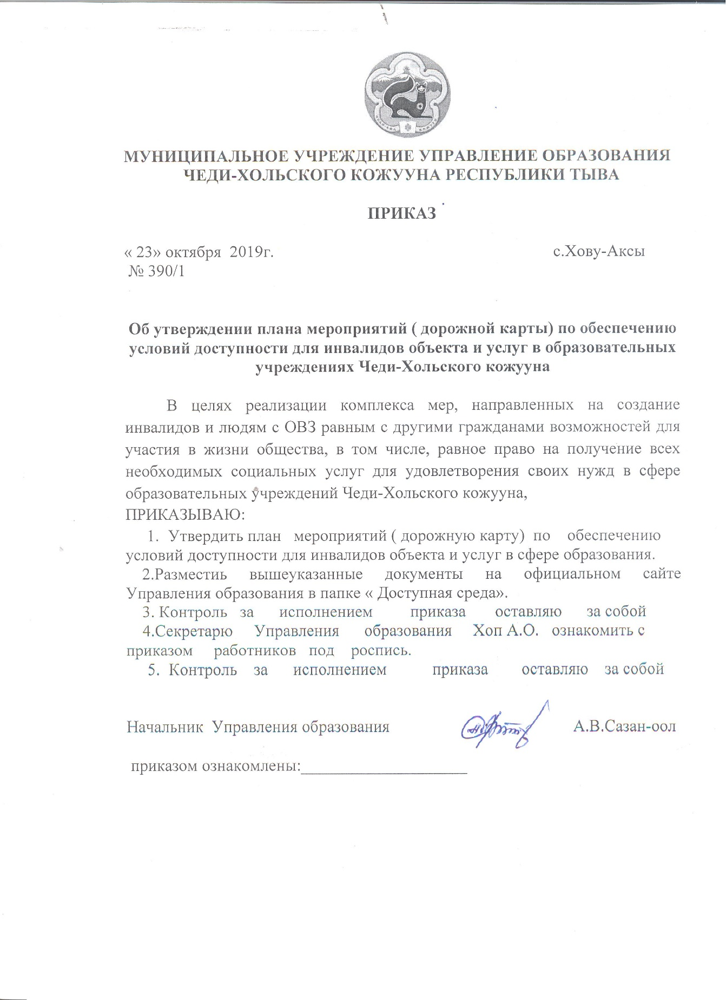 МУНИЦИПАЛЬНОЕ УЧРЕЖДЕНИЕ УПРАВЛЕНИЕ ОБРАЗОВАНИЯ
ЧЕДИ-ХОЛЬСКОГО КОЖУУНА РЕСПУБЛИКИ ТЫВА
ПРИКАЗ
« 23» октября 2019г. с.Хову-Аксы
№ 390/1
Об утверждении плана мероприятий ( дорожной карты) по обеспечению
условий доступности для инвалидов объекта и услуг в образовательных
учреждениях Чеди-Хольского кожууна
В целях реализации комплекса мер, направленных на создание
инвалидов и людям с ОВЗ равным с другими гражданами возможностей для
участия в жизни общества, в том числе, равное право на получение всех
необходимых социальных услуг для удовлетворения своих нужд в сфере
образовательных учреждений Чеди-Хольского кожууна,
ПРИКАЗЫВАЮ:
1. Утвердить план мероприятий ( дорожную карту) по обеспечению
условий доступности для инвалидов объекта и услуг в сфере образования.
2.Разместиь вышеуказанные документы на официальном сайте
Управления образования в папке « Доступная среда».
3. Контроль за исполнением приказа оставляю за собой
4.Секретарю Управления образования Хоп А.О. ознакомить с
приказом работников под роспись.
5. Контроль за исполнением приказа оставляю за собой
Начальник Управления образования А.В.Сазан-оол
приказом ознакомлены:______________________